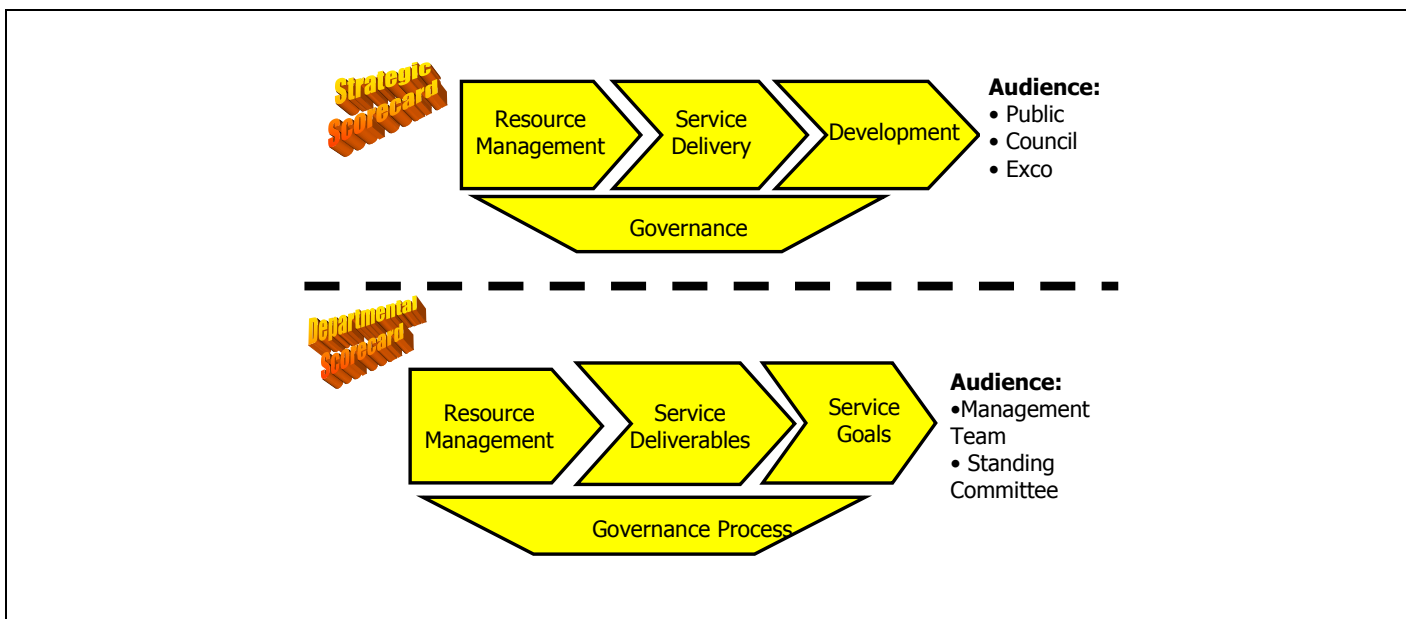 Strategic
Scorecard
Resource
Management
Service
Delivery
Development
Governance
Audience:
• Public
• Council
• Exco
Departmental
Scorecard
Resource
Management
Service
Deliverables
Service
Goals
Governance Process
Audience:
•Management
Team
• Standing
Committee